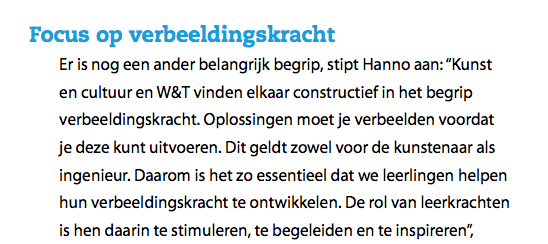 Focus op verbeeldingskracht
Er is nog een ander belangrijk begrip, stipt Hanno aan: “Kunst
en cultuur en W&T vinden elkaar constructief in het begrip
verbeeldingskracht. Oplossingen moet je verbeelden voordat
je deze kunt uitvoeren. Dit geldt zowel voor de kunstenaar als
ingenieur. Daarom is het zo essentieel dat we leerlingen helpen
hun verbeeldingskracht te ontwikkelen. De rol van leerkrachten
is hen daarin te stimuleren, te begeleiden en te inspireren”,